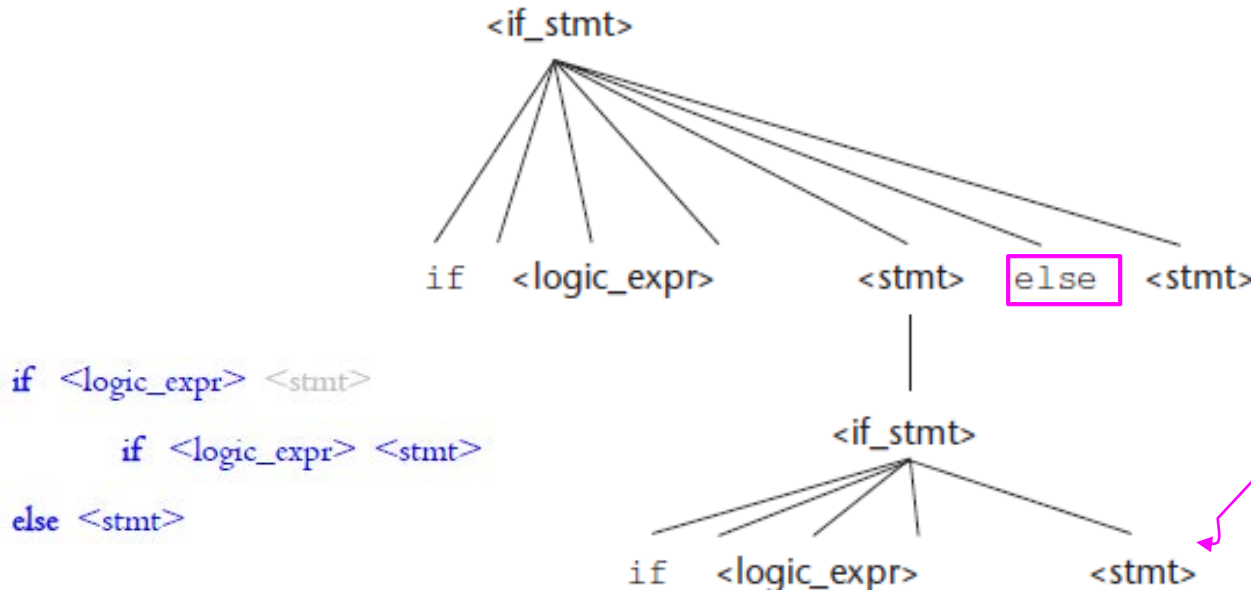 <if_stmt>
if <logic_expr> <stmt> else <stmt>
if <logic_expr> <stmt>
<if_stmt>
if <logic_expr> <stmt>
else <stmt>
if <logic_expr> <stmt>